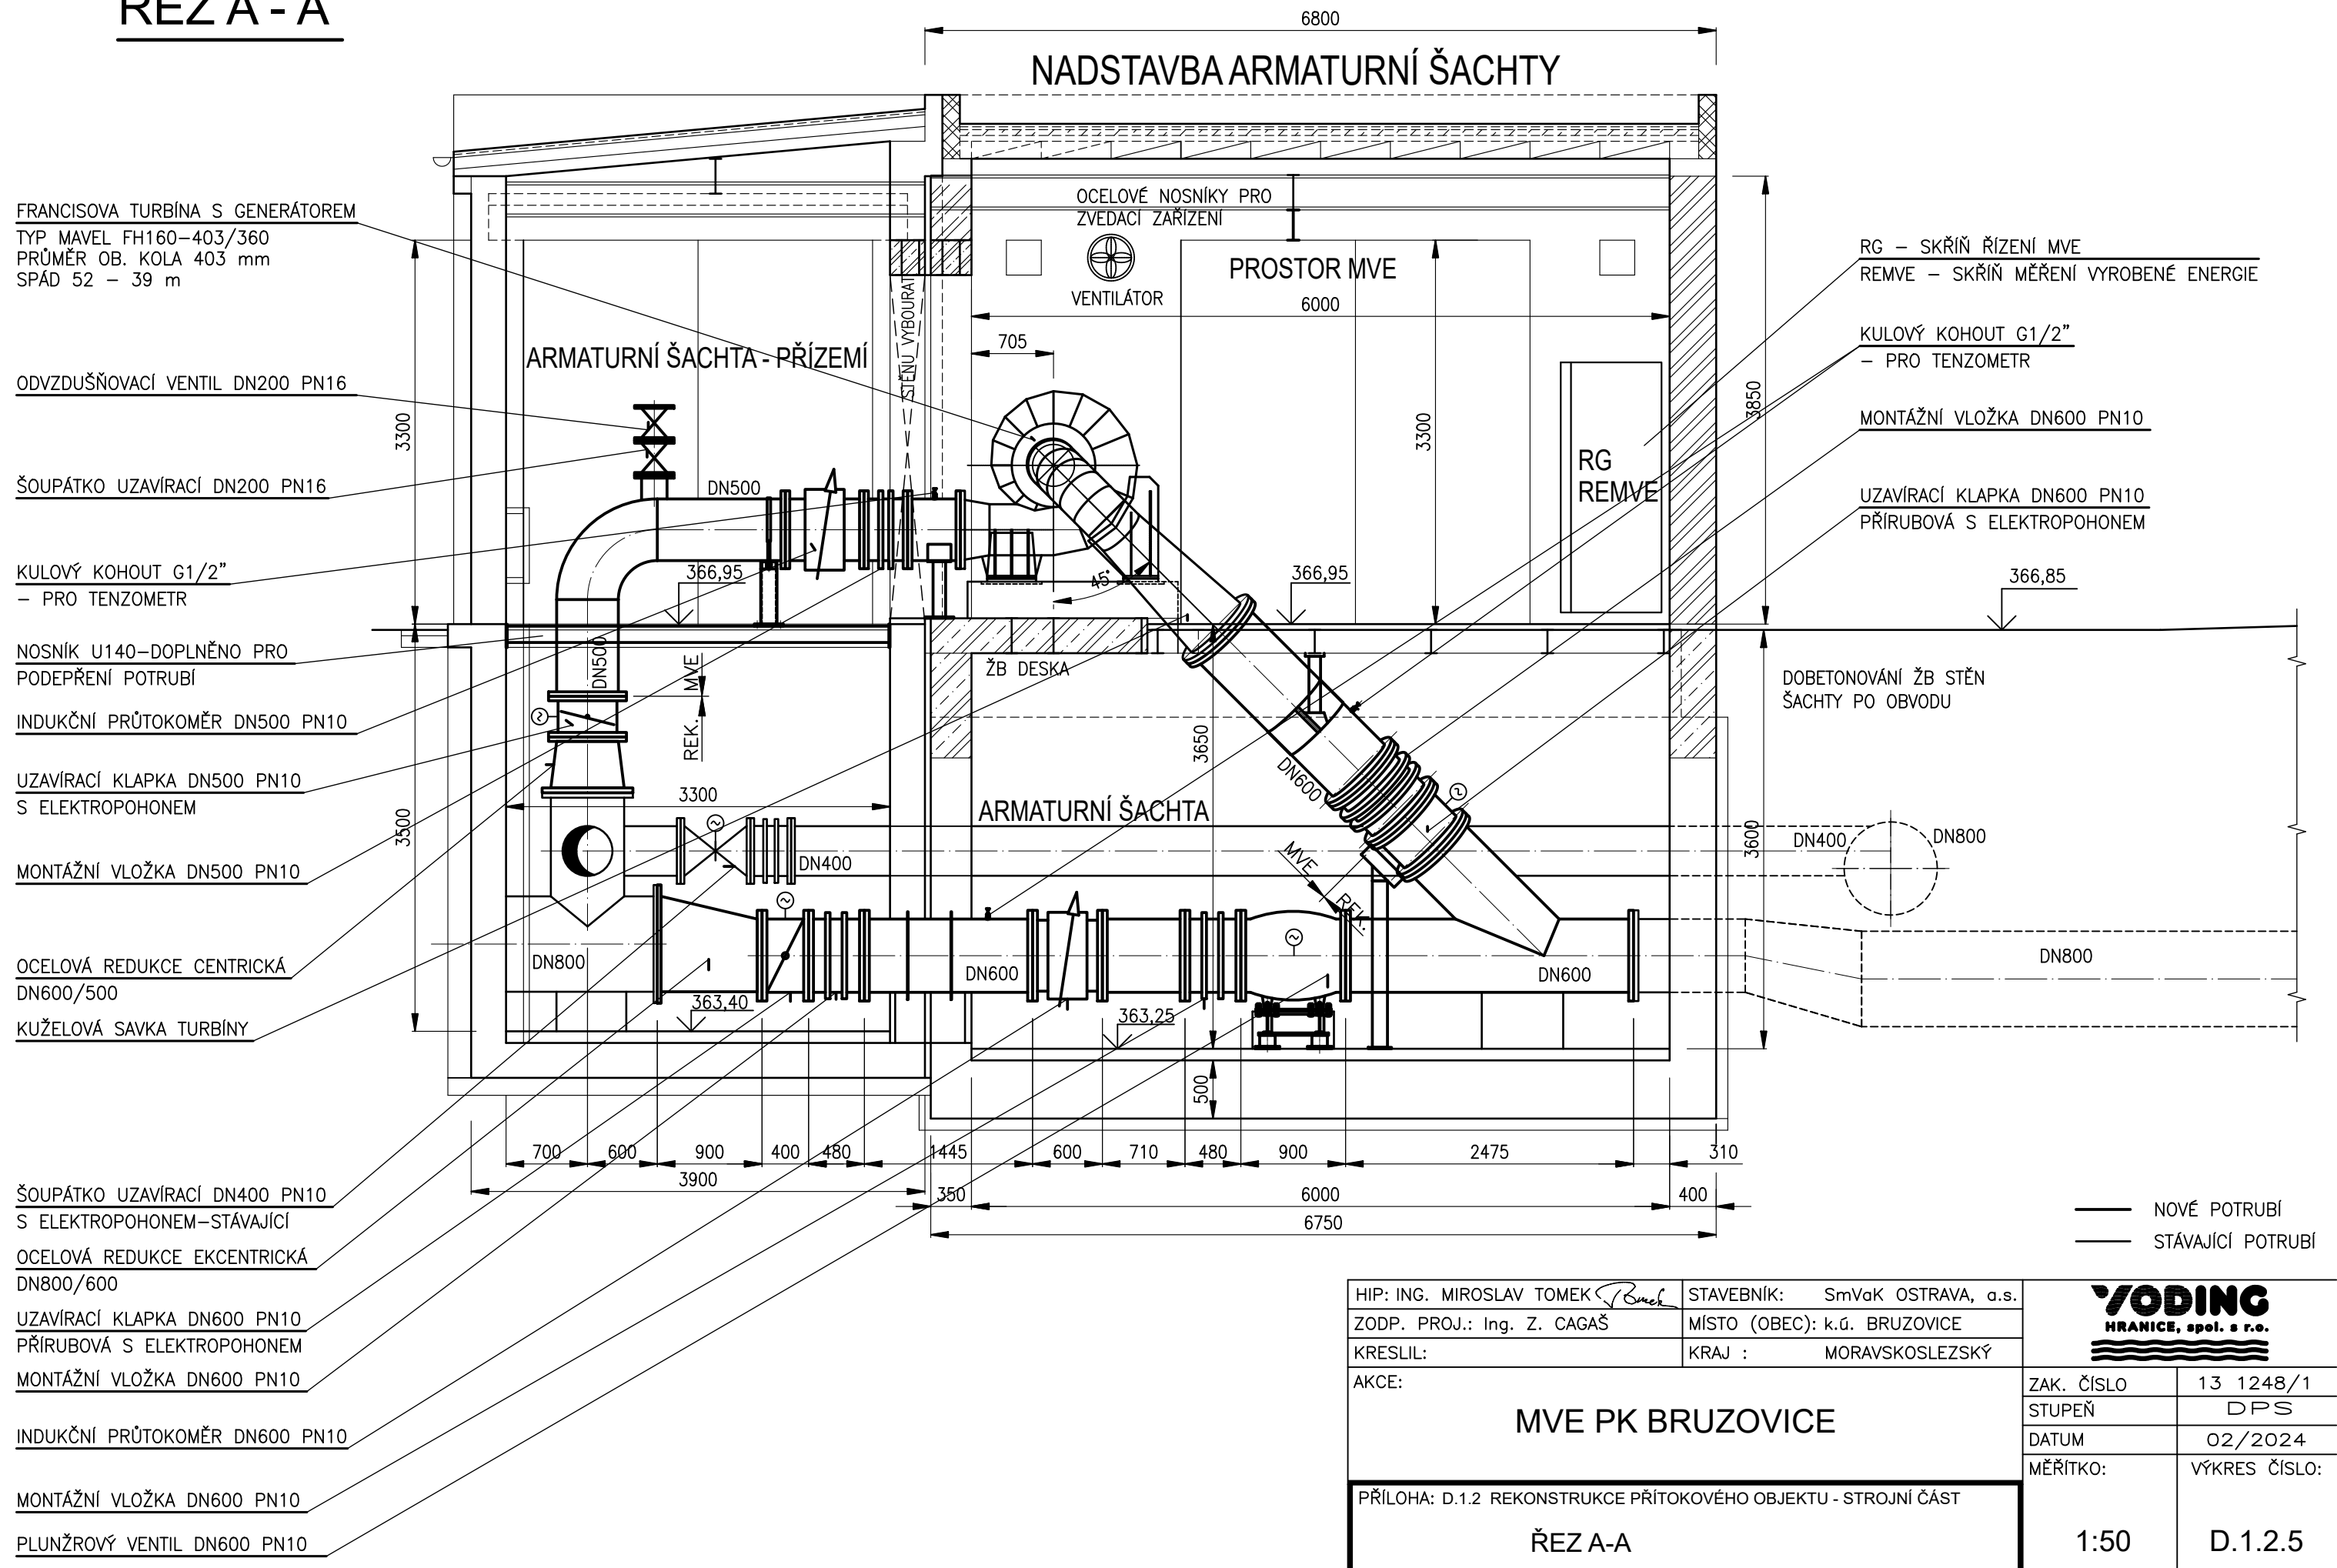 ŘEZ A - A
6800
NADSTAVBA ARMATURNÍ ŠACHTY
FRANCISOVA TURBÍNA S GENERÁTOREM
TYP MAVEL FH160-403/360
PRŮMĚR OB. KOLA 403 mm
SPÁD 52 - 39 m
ODVZDUŠŇOVACÍ VENTIL DN200 PN16
ŠOUPÁTKO UZAVÍRACÍ DN200 PN16
KULOVÝ KOHOUT G1/2"
- PRO TENZOMETR
NOSNÍK U140-DOPLNĚNO PRO
PODEPŘENÍ POTRUBÍ
INDUKČNÍ PRŮTOKOMĚR DN500 PN10
UZAVÍRACÍ KLAPKA DN500 PN10
S ELEKTROPOHONEM
MONTÁŽNÍ VLOŽKA DN500 PN10
OCELOVÁ REDUKCE CENTRICKÁ
DN600/500
KUŽELOVÁ SAVKA TURBÍNY
ŠOUPÁTKO UZAVÍRACÍ DN400 PN10
S ELEKTROPOHONEM-STÁVAJÍCÍ
OCELOVÁ REDUKCE EKCENTRICKÁ
DN800/600
UZAVÍRACÍ KLAPKA DN600 PN10
PŘÍRUBOVÁ S ELEKTROPOHONEM
MONTÁŽNÍ VLOŽKA DN600 PN10
INDUKČNÍ PRŮTOKOMĚR DN600 PN10
MONTÁŽNÍ VLOŽKA DN600 PN10
PLUNŽROVÝ VENTIL DN600 PN10
OCELOVÉ NOSNÍKY PRO
ZVEDACÍ ZAŘÍZENÍ
VENTILÁTOR
PROSTOR MVE
6000
705
STĚNU VYBOURAT
ARMATURNÍ ŠACHTA - PŘÍZEMÍ
3300
3300
3850
RG
REMVE
DN500
366,95
45°
366,95
366,85
DN500
MVE
REK.
ŽB DESKA
3650
3300
3500
ARMATURNÍ ŠACHTA
DN600
DN400
MVE
REK.
3600
DN400
DN800
DN800
DN600
DN600
DN800
363,40
363,25
500
700
600
900
400
480
1445
600
710
480
900
2475
310
3900
350
6000
400
6750
RG - SKŘÍŇ ŘÍZENÍ MVE
REMVE - SKŘÍŇ MĚŘENÍ VYROBENÉ ENERGIE
KULOVÝ KOHOUT G1/2"
- PRO TENZOMETR
MONTÁŽNÍ VLOŽKA DN600 PN10
UZAVÍRACÍ KLAPKA DN600 PN10
PŘÍRUBOVÁ S ELEKTROPOHONEM
DOBETONOVÁNÍ ŽB STĚN
ŠACHTY PO OBVODU
NOVÉ POTRUBÍ
STÁVAJÍCÍ POTRUBÍ
HIP: ING. MIROSLAV TOMEK
STAVEBNÍK: SmVaK OSTRAVA, a.s.
ZODP. PROJ.: Ing. Z. CAGAŠ
MÍSTO (OBEC): k.ú. BRUZOVICE
KRESLIL:
KRAJ : MORAVSKOSLEZSKÝ
VODING
HRANICE, spol. s r.o.
AKCE:
MVE PK BRUZOVICE
ZAK. ČÍSLO 13 1248/1
STUPEŇ DPS
DATUM 02/2024
MĚŘÍTKO: VÝKRES ČÍSLO:
PŘÍLOHA: D.1.2 REKONSTRUKCE PŘÍTOKOVÉHO OBJEKTU - STROJNÍ ČÁST
ŘEZ A-A
1:50 D.1.2.5